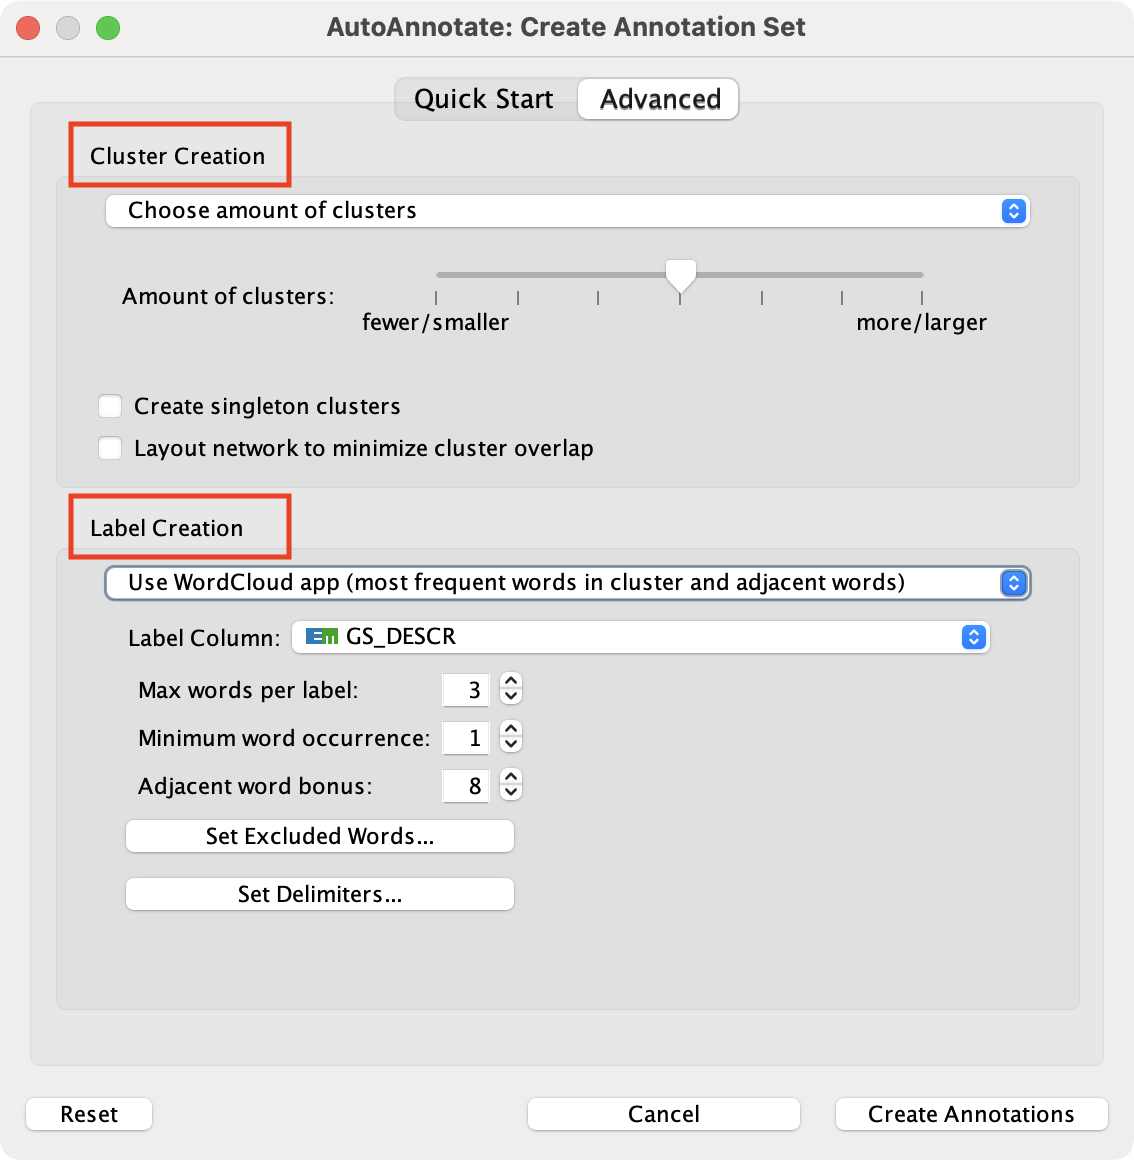 AutoAnnotate: Create Annotation Set
Quick Start
Advanced
Cluster Creation
Choose amount of clusters
Amount of clusters:
fewer/smaller
more/larger
Create singleton clusters
Layout network to minimize cluster overlap
Label Creation
Use WordCloud app (most frequent words in cluster and adjacent words)
Label Column: EM GS_DESCR
Max words per label: 3
Minimum word occurrence: 1
Adjacent word bonus: 8
Set Excluded Words...
Set Delimiters...
Reset
Cancel
Create Annotations